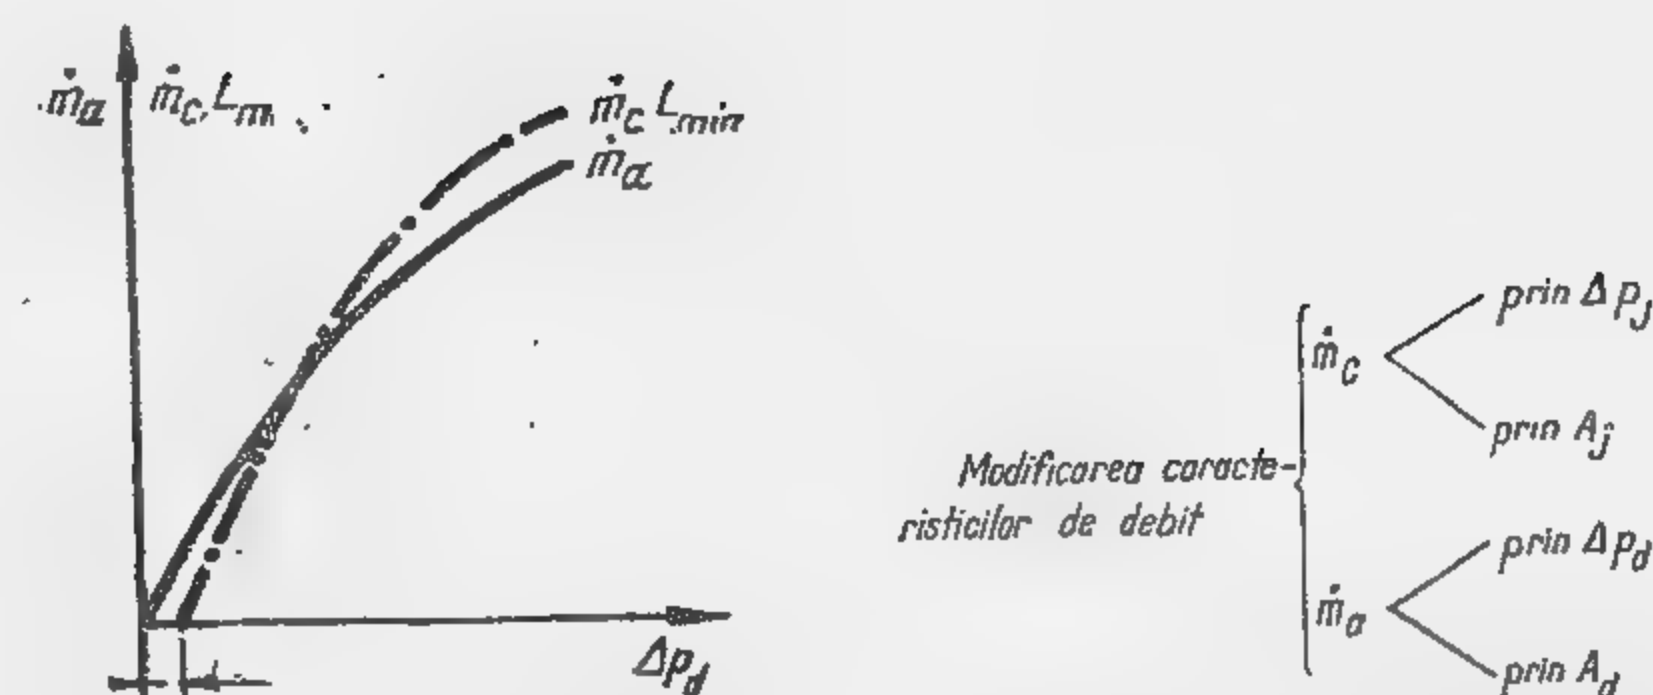 ṁa ṁc, Lm
ṁc Lmin
ṁa
Δpd
Modificarea caracte-
risticilor de debit
ṁc
prin Δpj
prin Aj
ṁa
prin Δpd
prin Ad